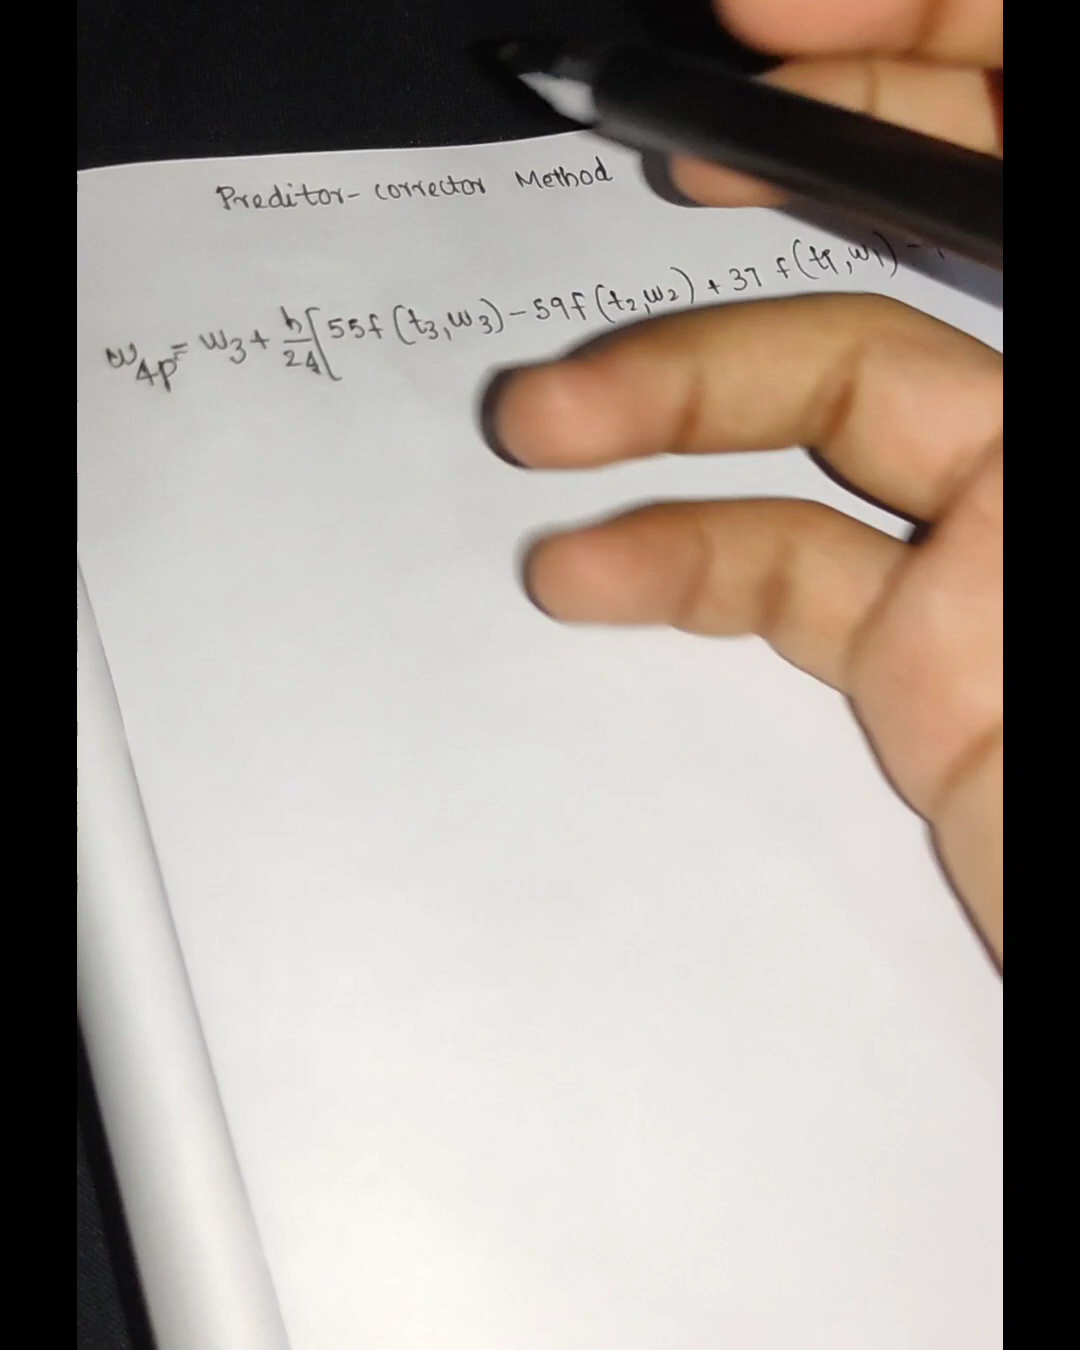 Preditor-corrector Method
w₄ₚ = w₃ + h/24 [55f (t₃,w₃) - 59f (t₂,w₂) + 37 f(t₁,w₁) -